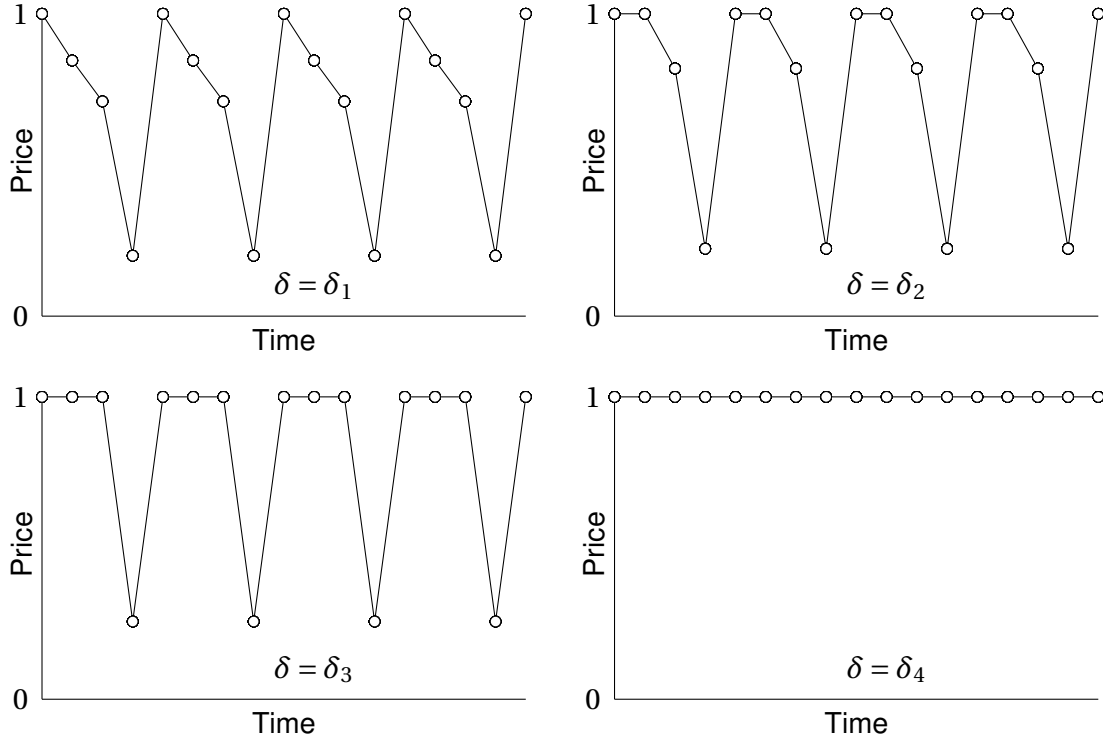 1
Price
0
δ = δ₁
Time
1
Price
0
δ = δ₂
Time
1
Price
0
δ = δ₃
Time
1
Price
0
δ = δ₄
Time